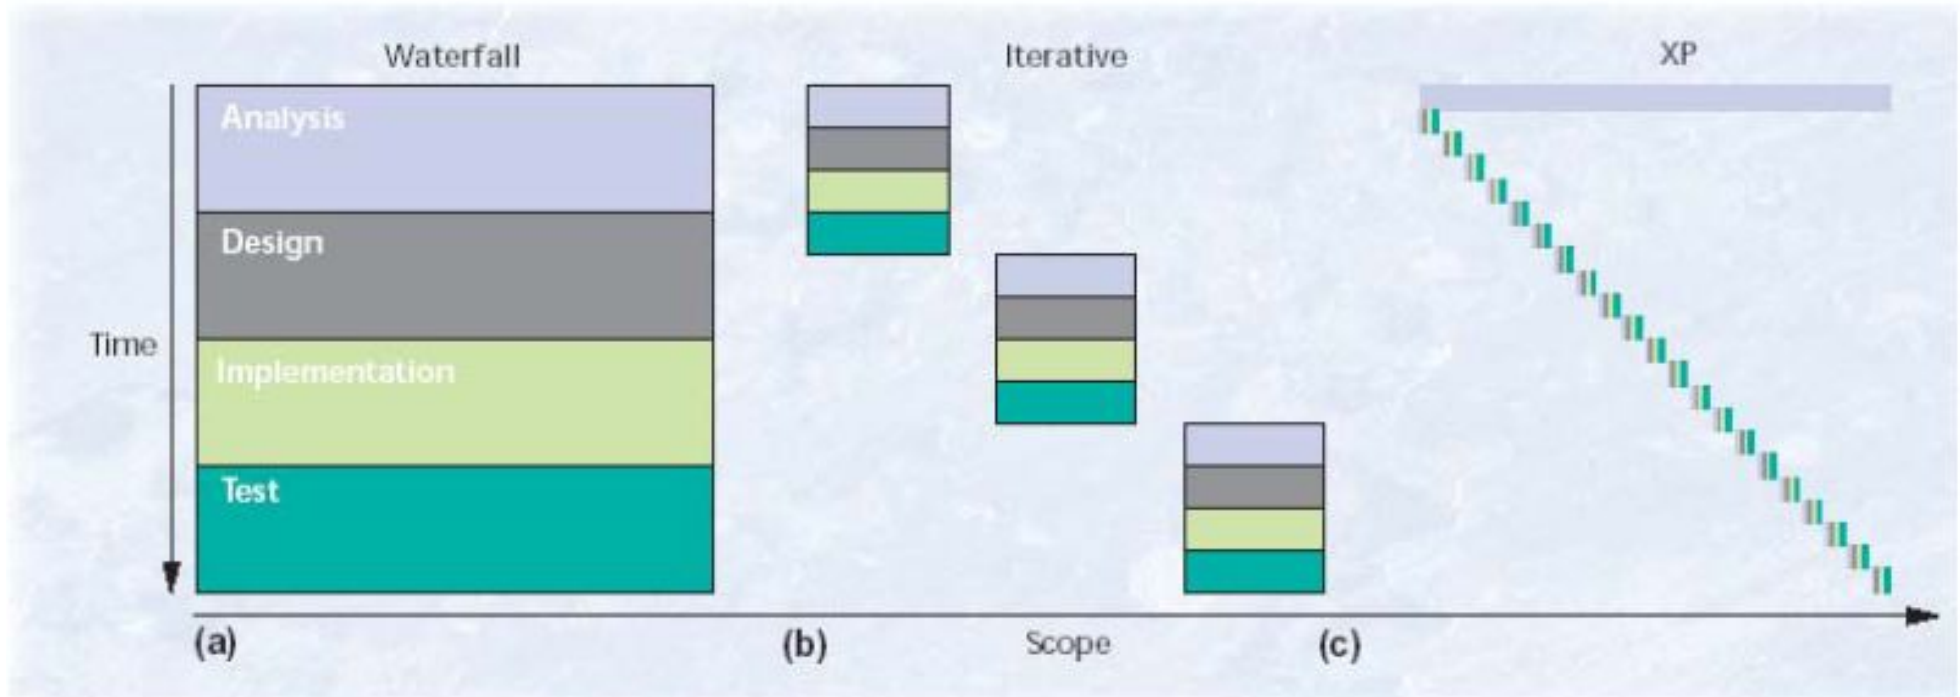 Waterfall
Iterative
XP
Analysis
Design
Time
Implementation
Test
(a)
(b)
Scope
(c)